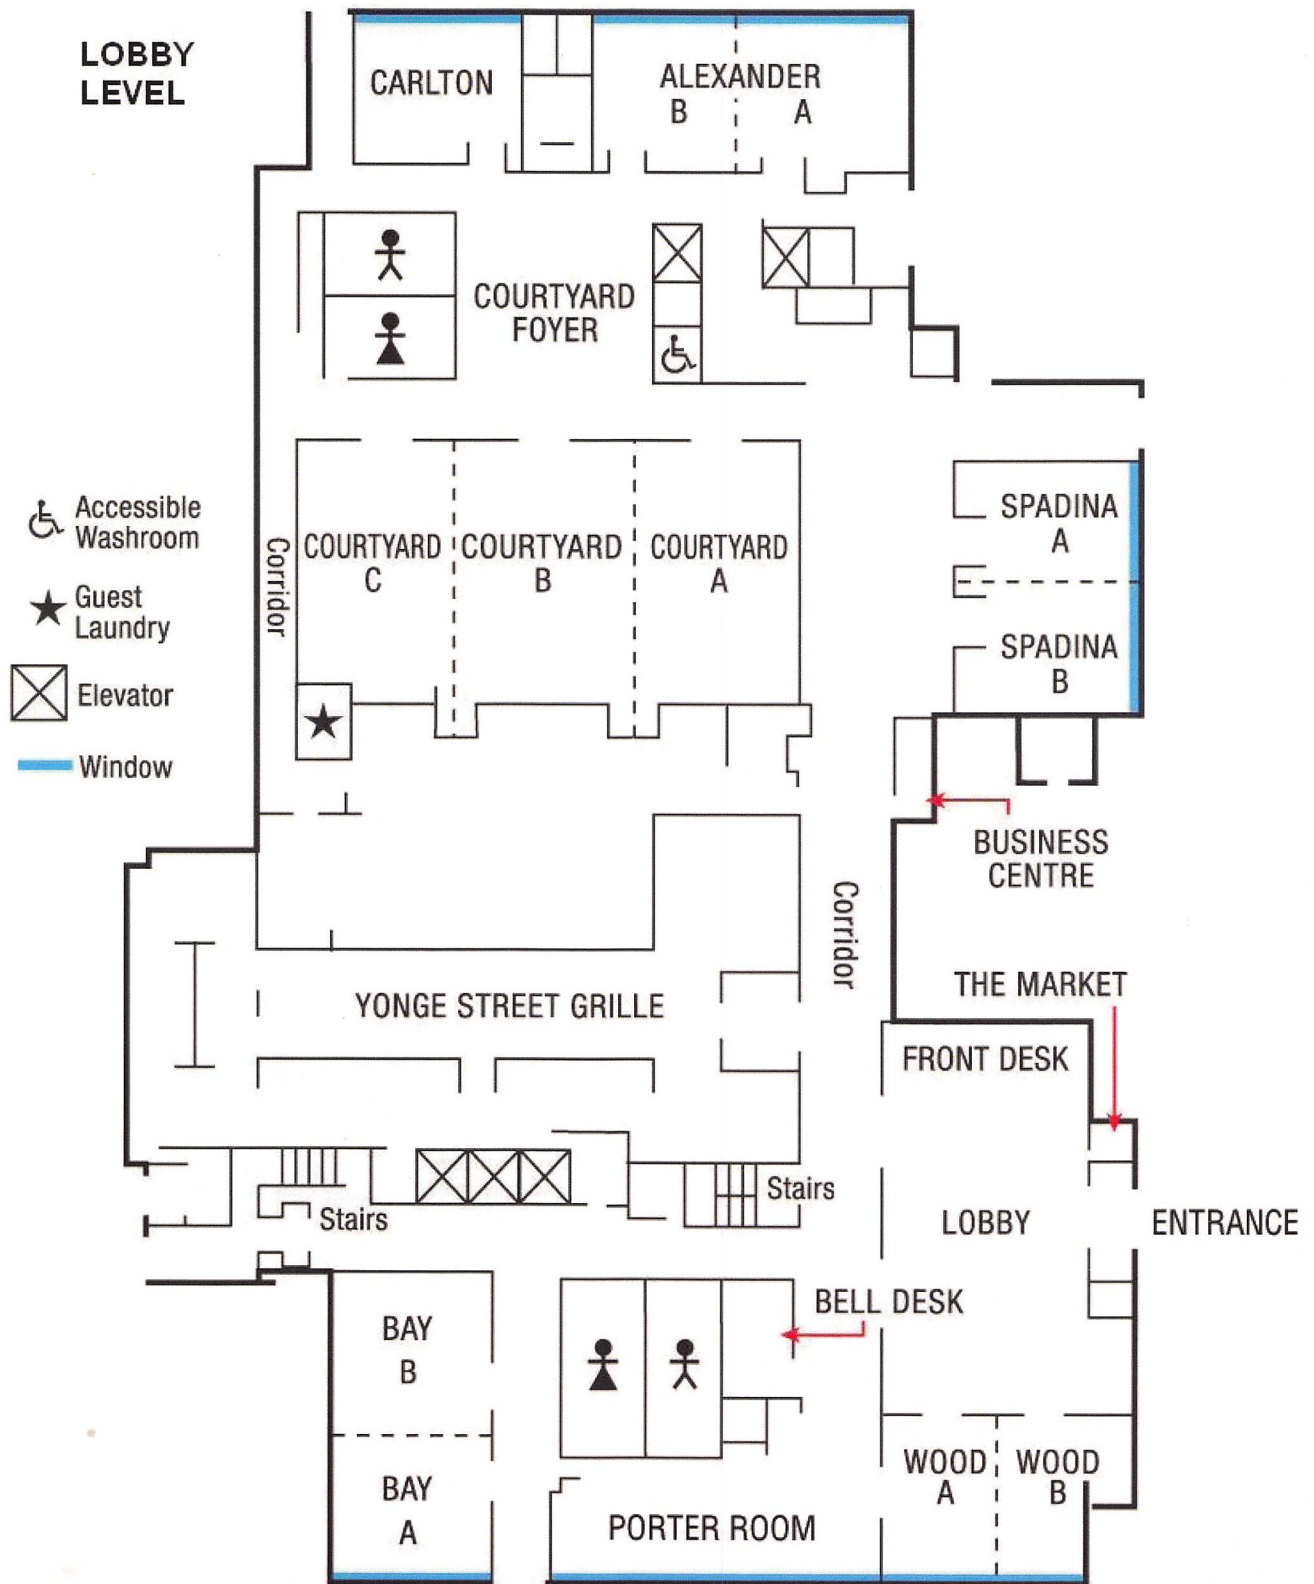 LOBBY
LEVEL
CARLTON
ALEXANDER
B
A
COURTYARD
FOYER
Accessible
Washroom
Guest
Laundry
Elevator
Window
Corridor
COURTYARD
C
COURTYARD
B
COURTYARD
A
SPADINA
A
SPADINA
B
BUSINESS
CENTRE
Corridor
THE MARKET
YONGE STREET GRILLE
FRONT DESK
Stairs
Stairs
LOBBY
ENTRANCE
BELL DESK
BAY
B
BAY
A
WOOD
A
WOOD
B
PORTER ROOM